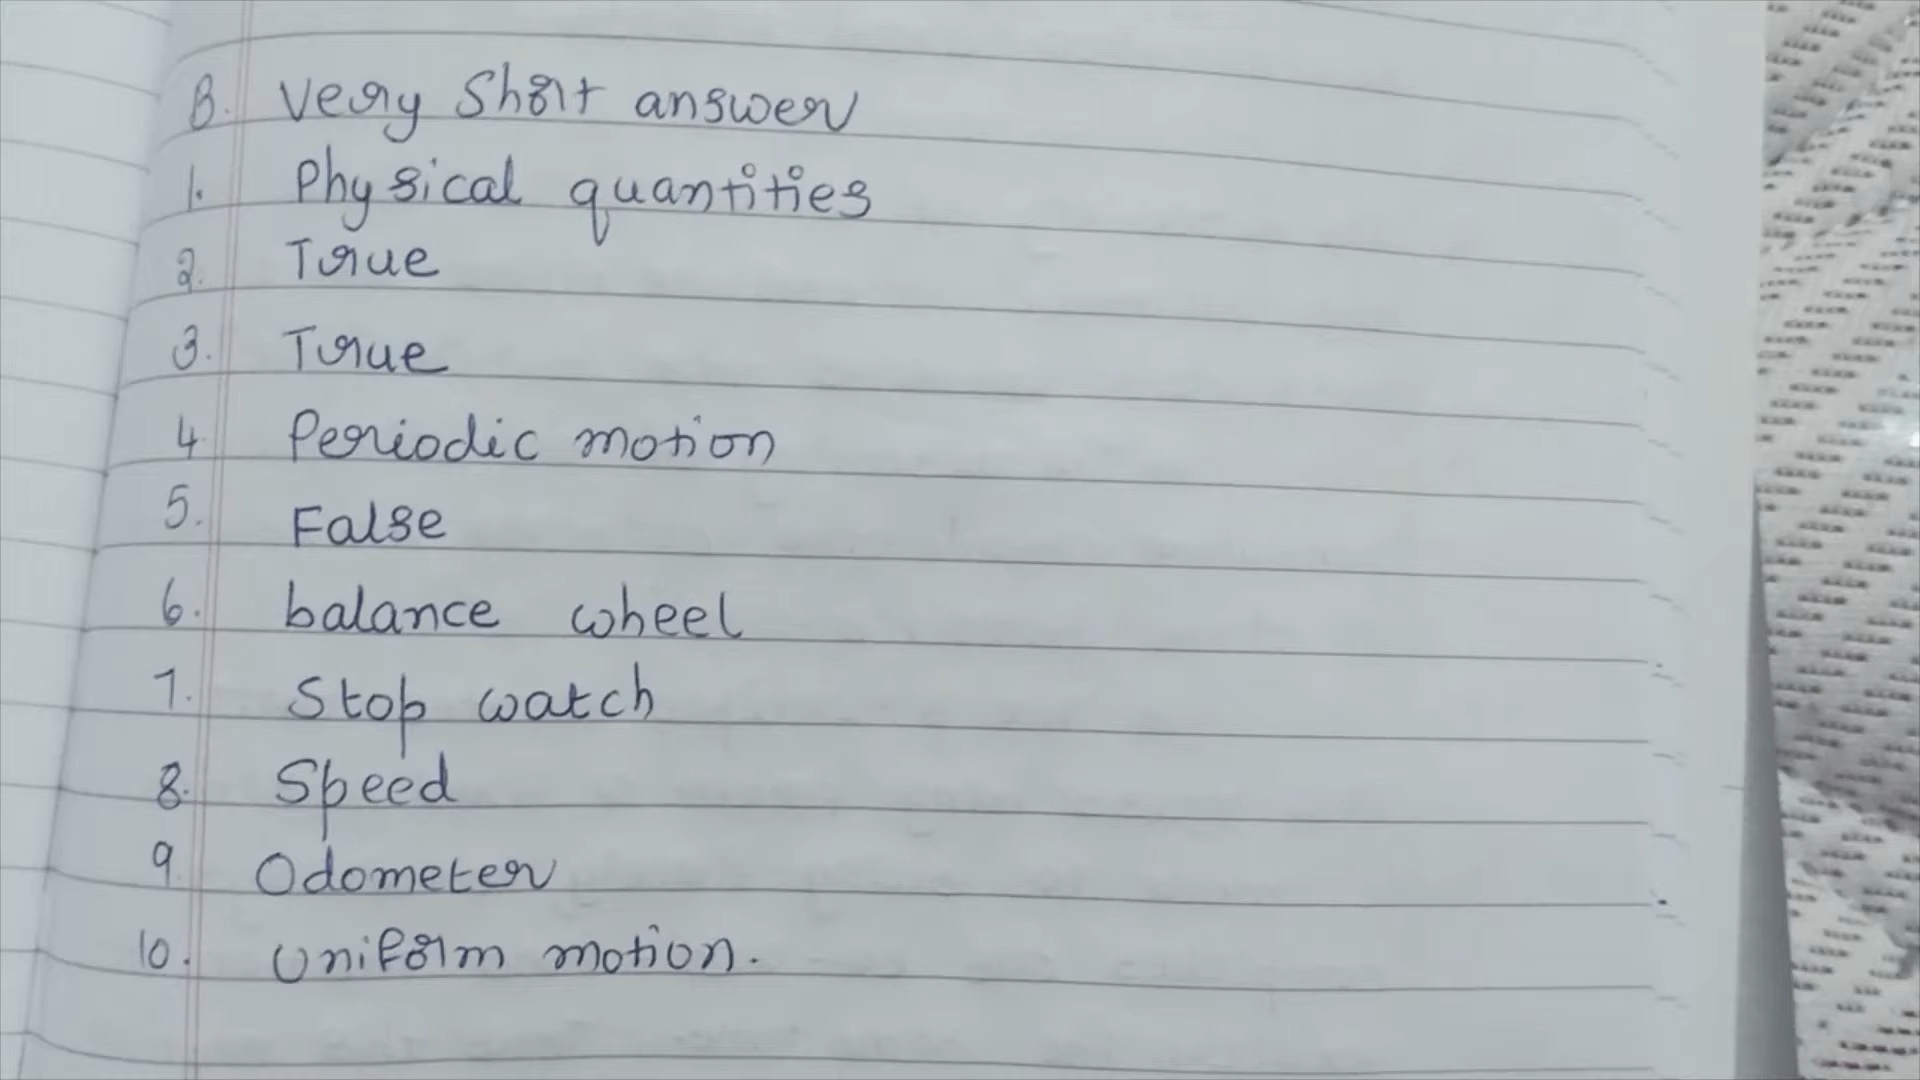 B. Very Short answer
1. Physical quantities
2. True
3. True
4 Periodic motion
5. False
6. balance wheel
7. Stop watch
8. Speed
9. Odometer
10. Uniform motion.